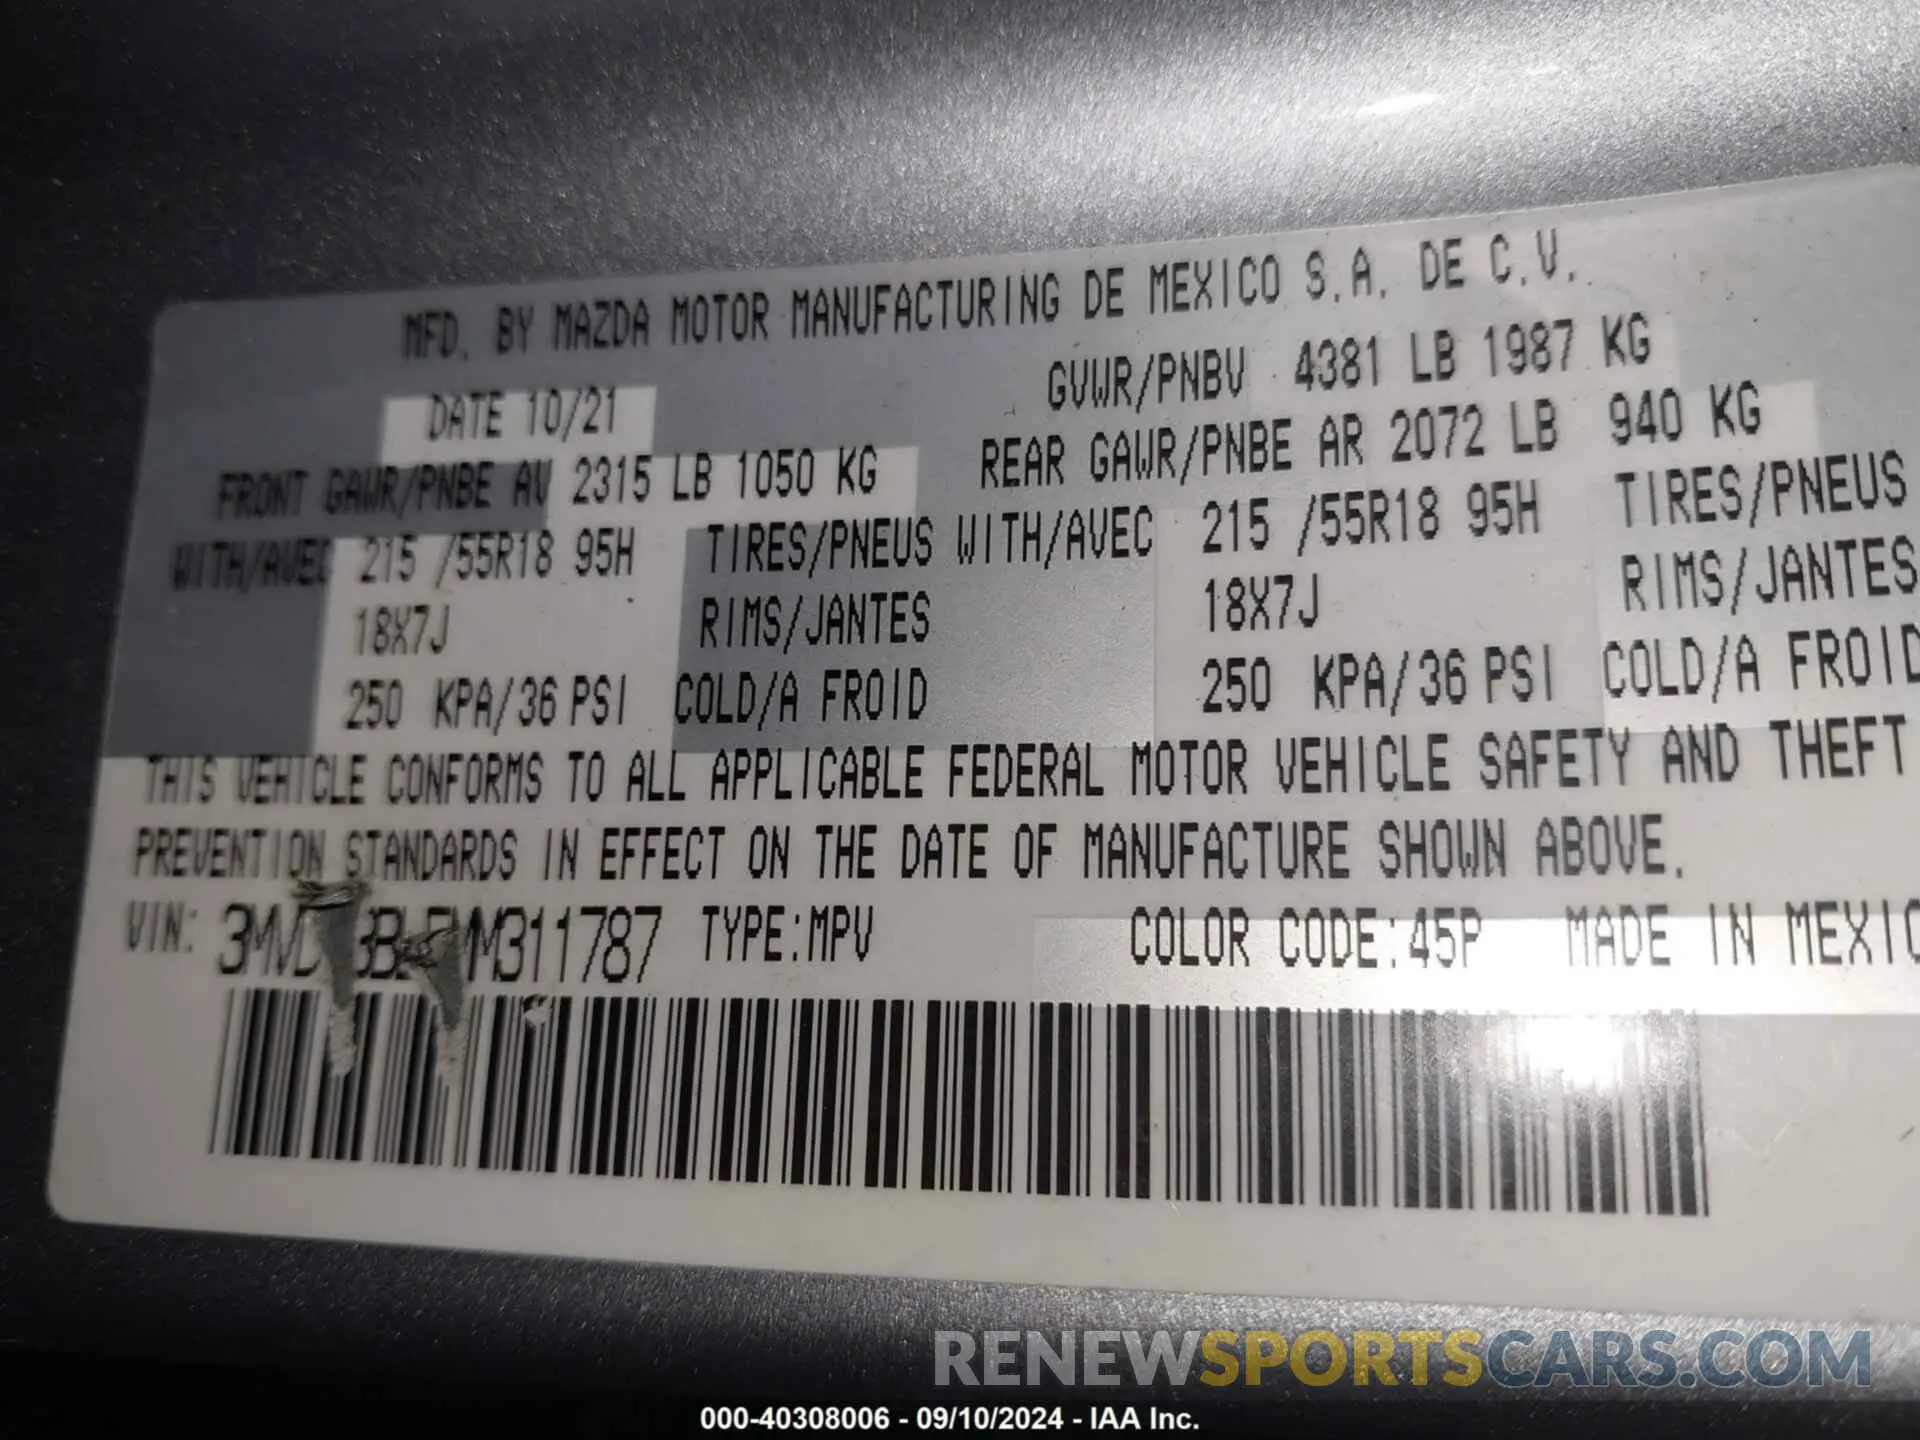 MFD. BY MAZDA MOTOR MANUFACTURING DE MEXICO S.A. DE C.V.
DATE 10/21 GVWR/PNBV 4381 LB 1987 KG
FRONT GAWR/PNBE AV 2315 LB 1050 KG REAR GAWR/PNBE AR 2072 LB 940 KG
WITH/AVEC 215 /55R18 95H TIRES/PNEUS WITH/AVEC 215 /55R18 95H TIRES/PNEUS
18X7J RIMS/JANTES 18X7J RIMS/JANTES
250 KPA/36 PSI COLD/A FROID 250 KPA/36 PSI COLD/A FROID
THIS VEHICLE CONFORMS TO ALL APPLICABLE FEDERAL MOTOR VEHICLE SAFETY AND THEFT
PREVENTION STANDARDS IN EFFECT ON THE DATE OF MANUFACTURE SHOWN ABOVE.
VIN: TYPE:MPV COLOR CODE:45P MADE IN MEXICO
RENEWSPORTSCARS.COM
000-40308006 - 09/10/2024 - IAA Inc.